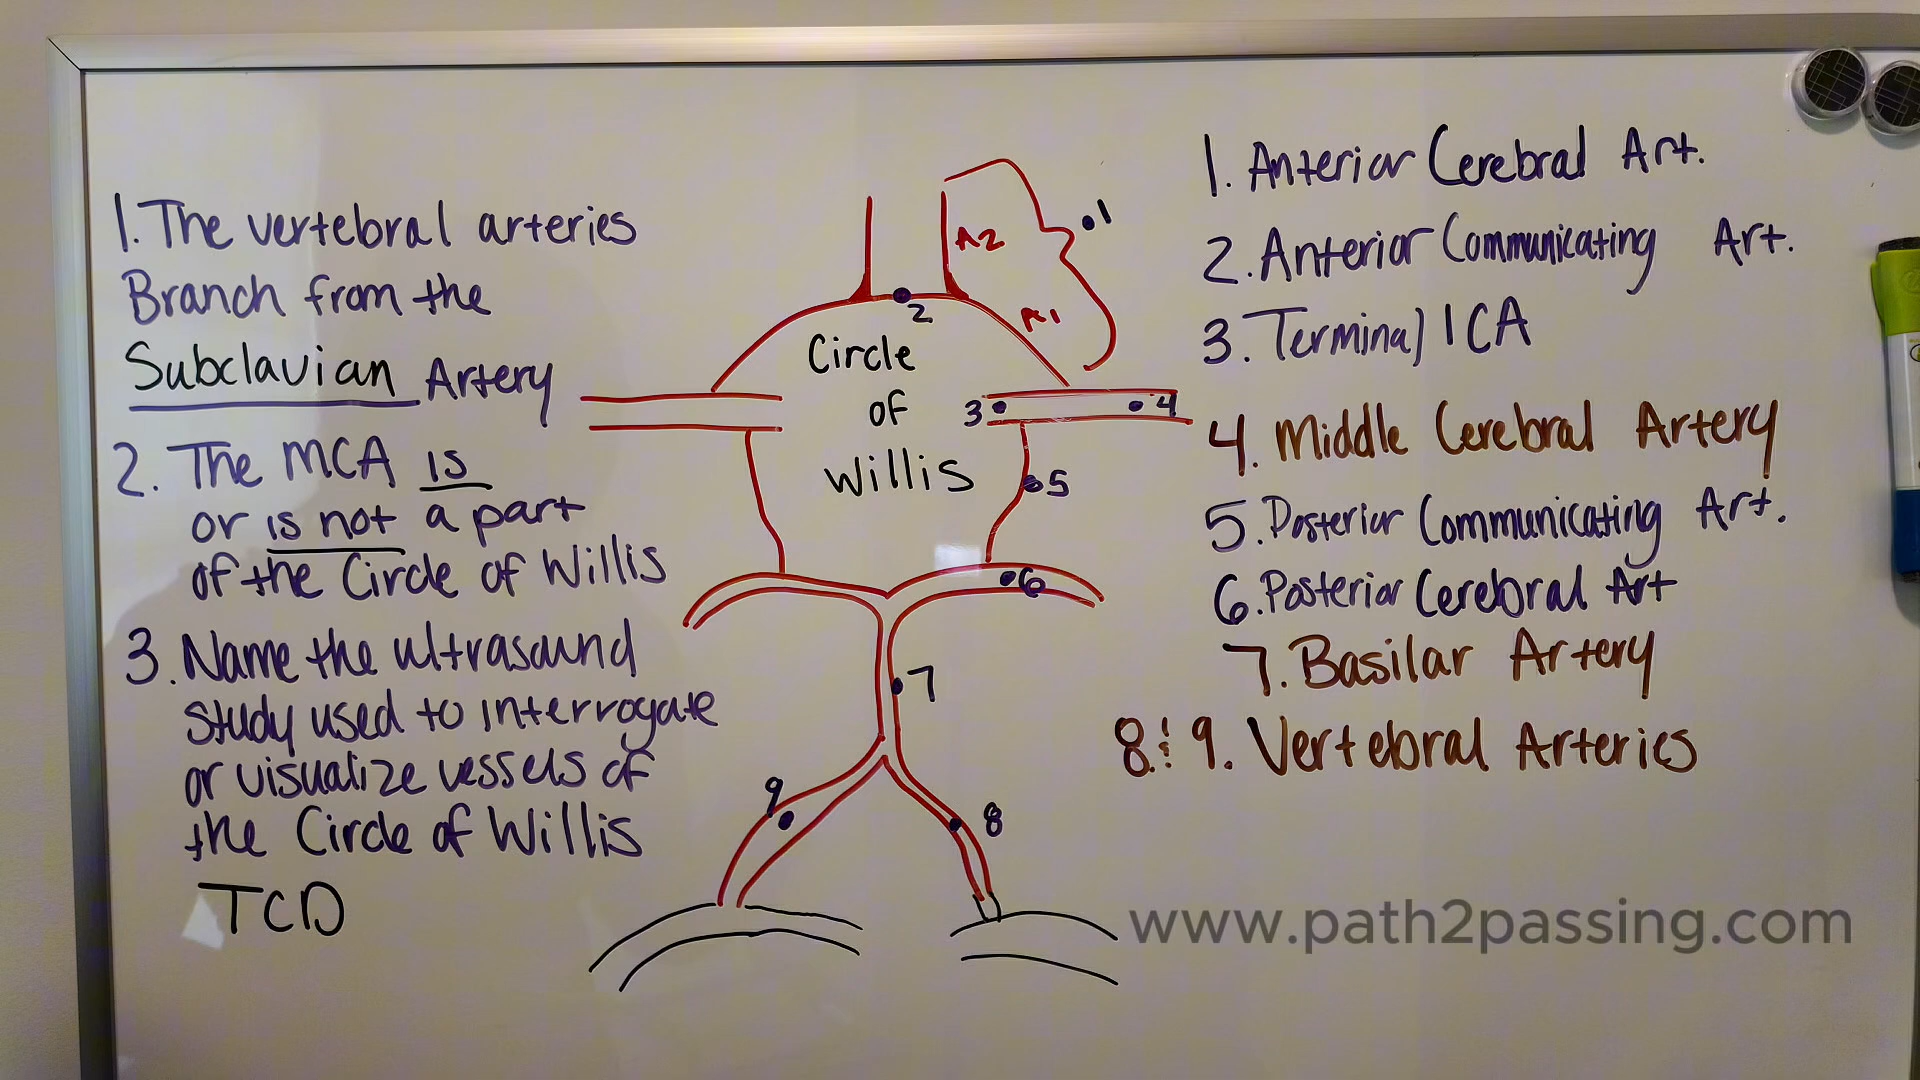 1. The vertebral arteries
Branch from the
Subclavian Artery
2. The MCA is
or is not a part
of the Circle of Willis
3. Name the ultrasound
study used to interrogate
or visualize vessels of
the Circle of Willis
TCD
A2
1
2
A1
Circle
of
Willis
3
4
5
6
7
9
8
1. Anterior Cerebral Art.
2. Anterior Communicating Art.
3. Terminal ICA
4. Middle Cerebral Artery
5. Posterior Communicating Art.
6. Posterior Cerebral Art
7. Basilar Artery
8 & 9. Vertebral Arteries
www.path2passing.com